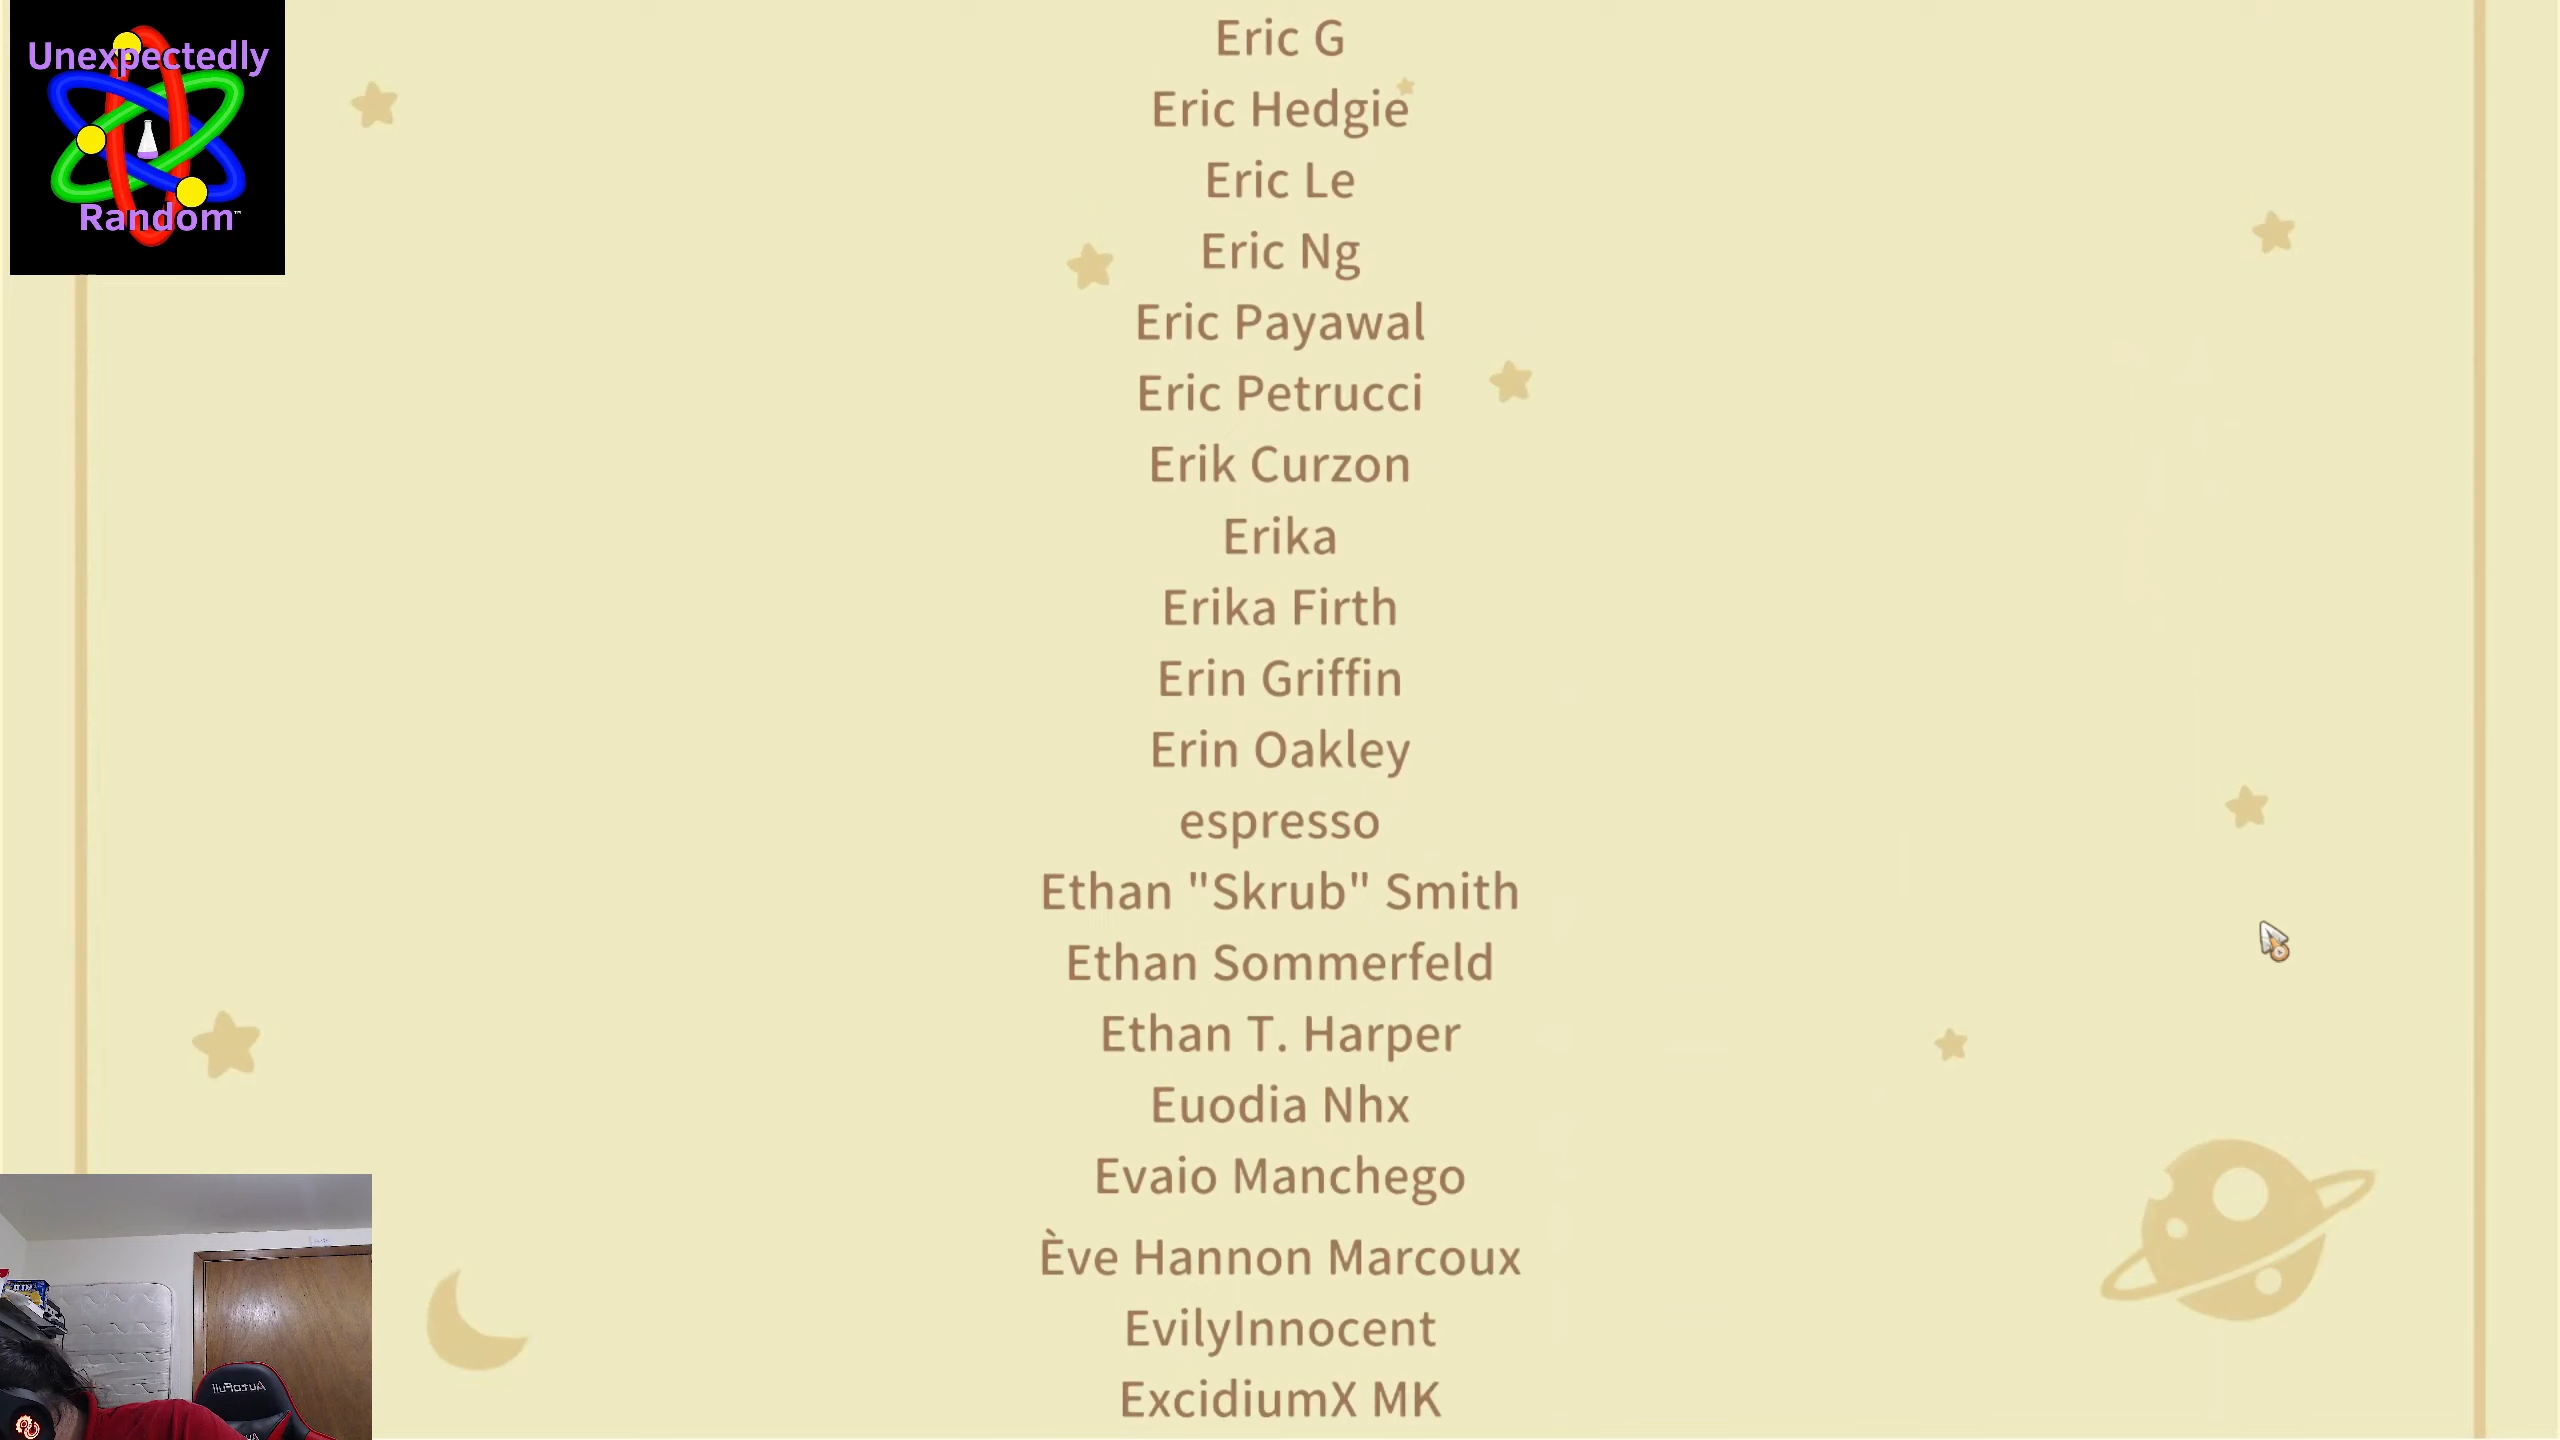 Unexpectedly
Random™
Eric G
Eric Hedgie
Eric Le
Eric Ng
Eric Payawal
Eric Petrucci
Erik Curzon
Erika
Erika Firth
Erin Griffin
Erin Oakley
espresso
Ethan "Skrub" Smith
Ethan Sommerfeld
Ethan T. Harper
Euodia Nhx
Evaio Manchego
Ève Hannon Marcoux
EvilyInnocent
ExcidiumX MK
AutoFull